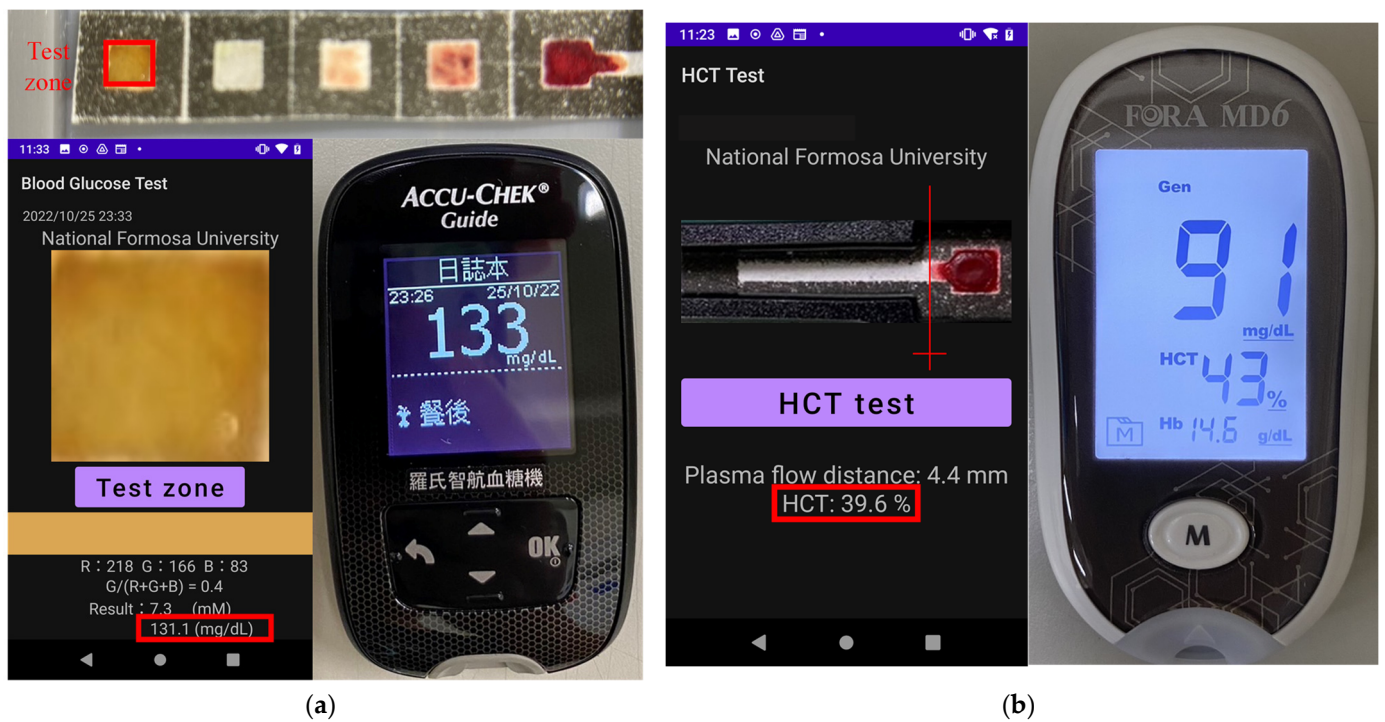 Test
zone
11:33
Blood Glucose Test
2022/10/25 23:33
National Formosa University
Test zone
R：218 G：166 B：83
G/(R+G+B) = 0.4
Result：7.3 (mM)
131.1 (mg/dL)
ACCU-CHEK®
Guide
日誌本
23:26 25/10/22
133
mg/dL
餐後
羅氏智航血糖機
OK
(a)
11:23
HCT Test
National Formosa University
HCT test
Plasma flow distance: 4.4 mm
HCT: 39.6 %
FORA MD6
Gen
91
mg/dL
HCT 43 %
M Hb 14.6 g/dL
M
(b)